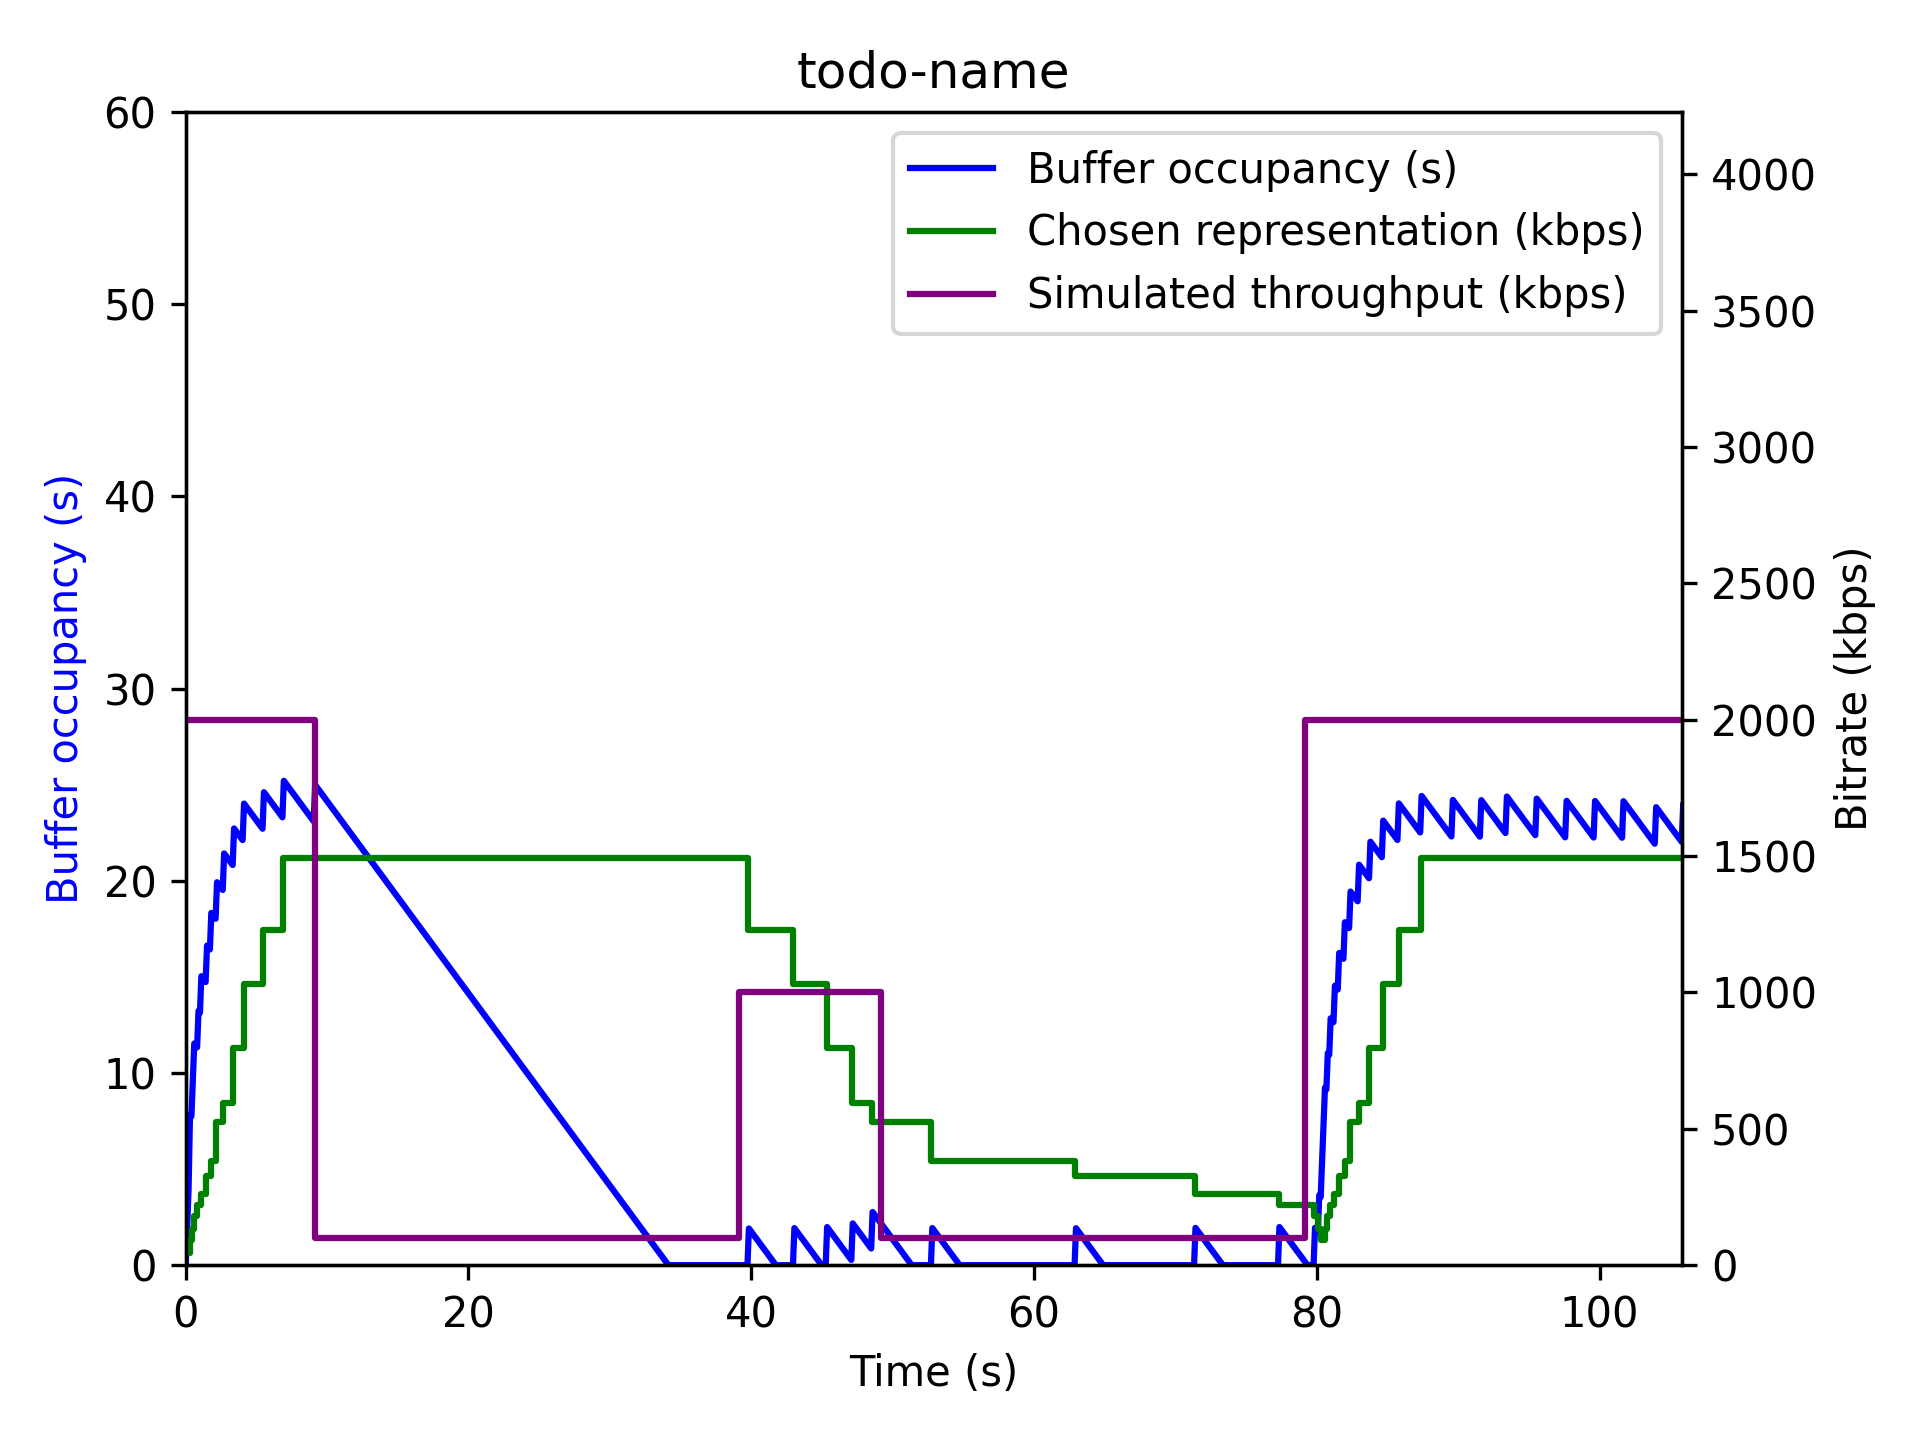 todo-name
60
50
40
30
20
10
0
Buffer occupancy (s)
Buffer occupancy (s)
Chosen representation (kbps)
Simulated throughput (kbps)
4000
3500
3000
2500
2000
1500
1000
500
0
Bitrate (kbps)
0 20 40 60 80 100
Time (s)